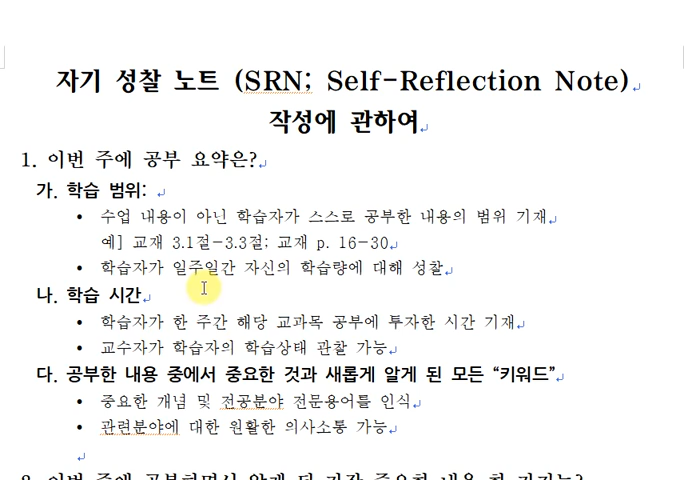 자기 성찰 노트 (SRN; Self-Reflection Note)
작성에 관하여
1. 이번 주에 공부 요약은?
가. 학습 범위:
• 수업 내용이 아닌 학습자가 스스로 공부한 내용의 범위 기재
예] 교재 3.1절-3.3절; 교재 p. 16-30
• 학습자가 일주일간 자신의 학습량에 대해 성찰
나. 학습 시간
• 학습자가 한 주간 해당 교과목 공부에 투자한 시간 기재
• 교수자가 학습자의 학습상태 관찰 가능
다. 공부한 내용 중에서 중요한 것과 새롭게 알게 된 모든 “키워드”
• 중요한 개념 및 전공분야 전문용어를 인식
• 관련분야에 대한 원활한 의사소통 가능